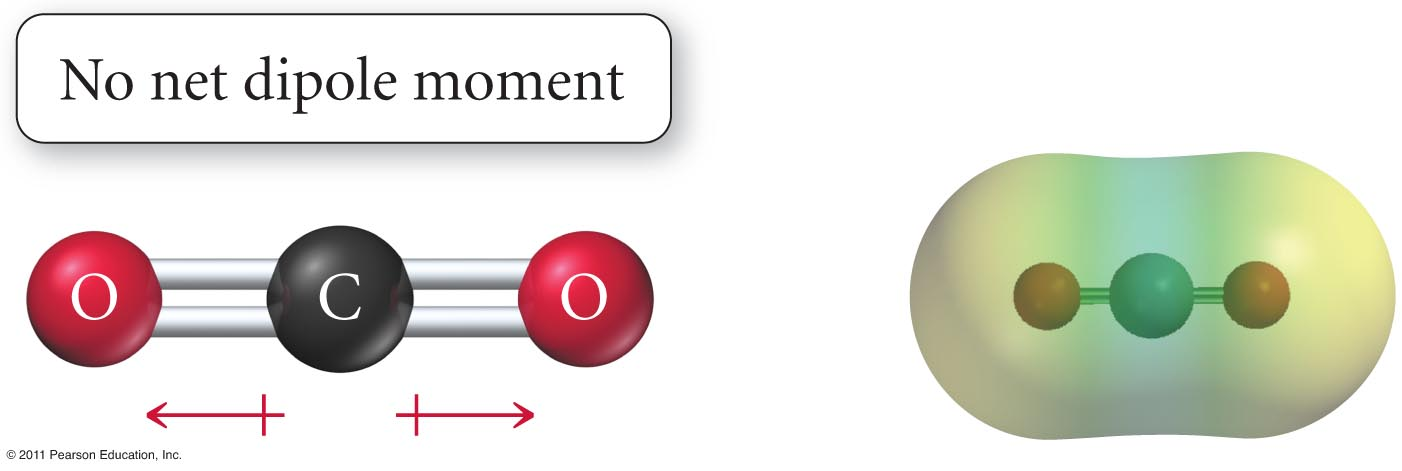 No net dipole moment
O C O
© 2011 Pearson Education, Inc.